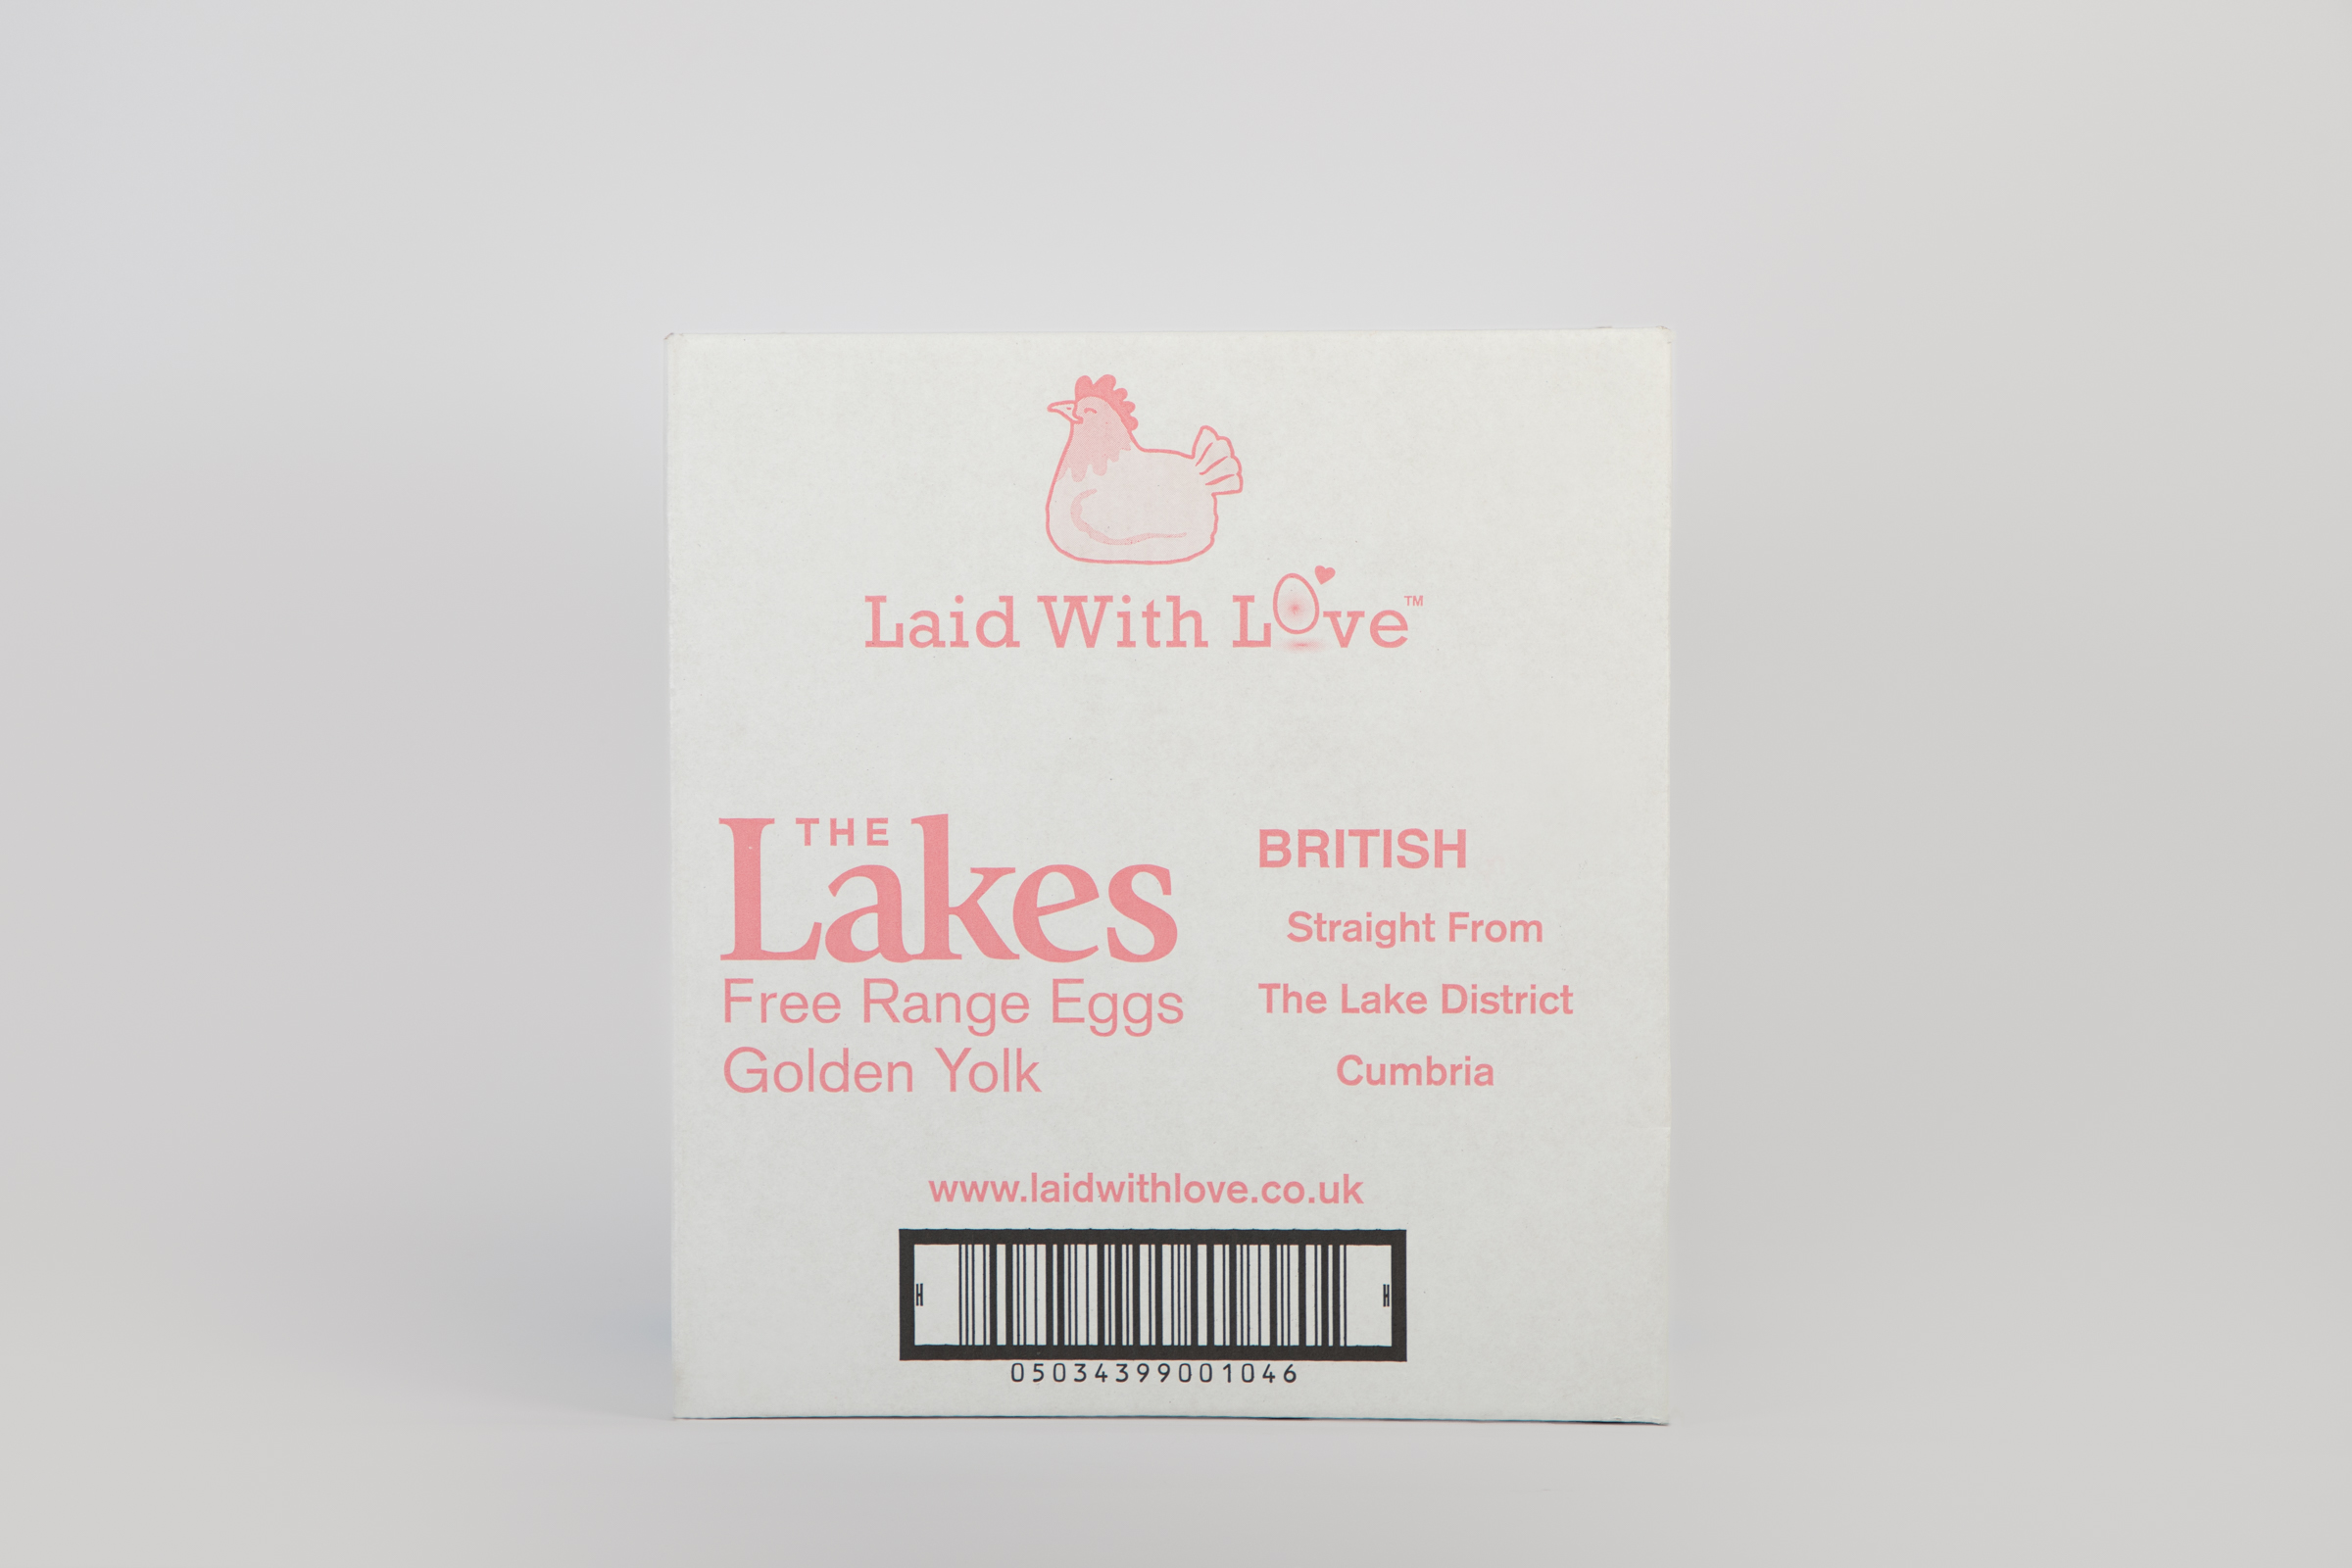 Laid With Love™
THE
Lakes
Free Range Eggs
Golden Yolk
BRITISH
Straight From
The Lake District
Cumbria
www.laidwithlove.co.uk
H H
05034399001046